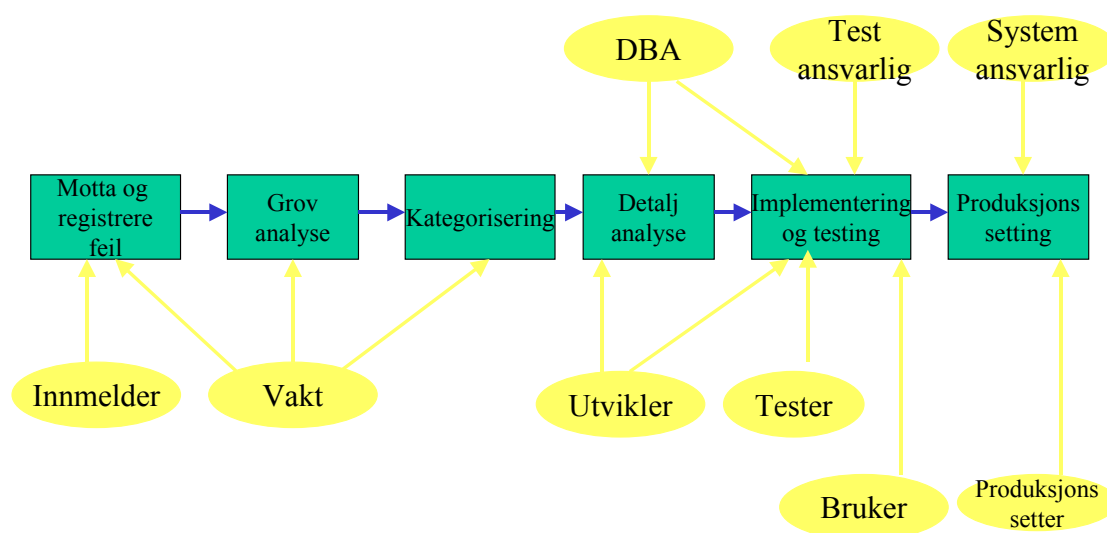 DBA
Test
ansvarlig
System
ansvarlig
Motta og
registrere
feil
Grov
analyse
Kategorisering
Detalj
analyse
Implementering
og testing
Produksjons
setting
Innmelder
Vakt
Utvikler
Tester
Bruker
Produksjons
setter